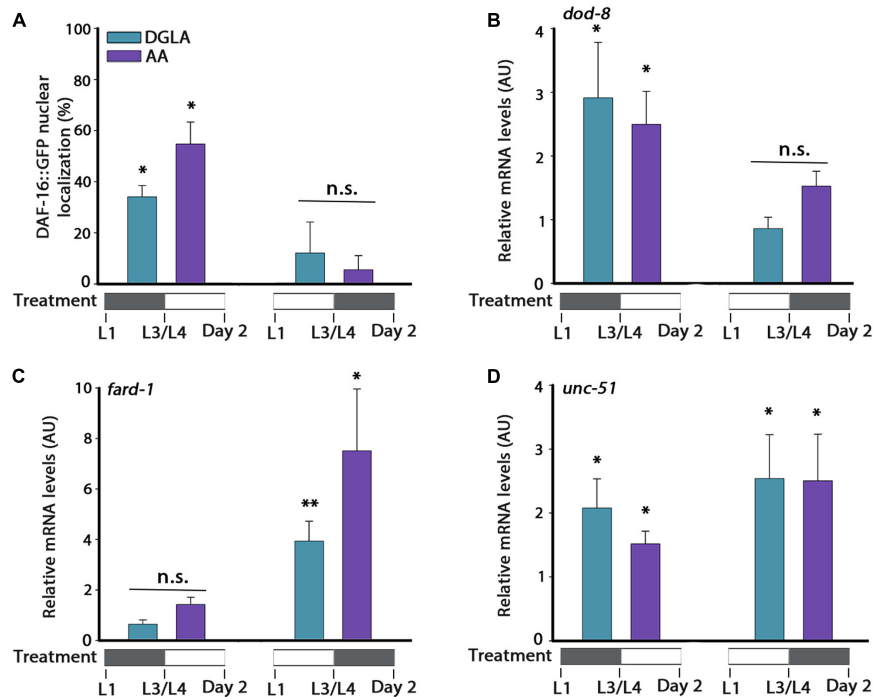 A
DGLA
AA
DAF-16::GFP nuclear
localization (%)
100
80
60
40
20
0
*
*
n.s.
Treatment
L1 L3/L4 Day 2 L1 L3/L4 Day 2
B
dod-8
Relative mRNA levels (AU)
4
3
2
1
0
*
*
n.s.
Treatment
L1 L3/L4 Day 2 L1 L3/L4 Day 2
C
fard-1
Relative mRNA levels (AU)
10
8
6
4
2
0
n.s.
**
*
Treatment
L1 L3/L4 Day 2 L1 L3/L4 Day 2
D
unc-51
Relative mRNA levels (AU)
4
3
2
1
0
*
*
*
*
Treatment
L1 L3/L4 Day 2 L1 L3/L4 Day 2